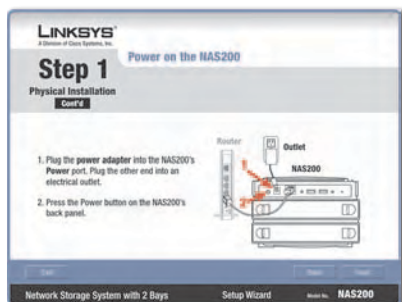 LINKSYS®
A Division of Cisco Systems, Inc.
Power on the NAS200
Step 1
Physical Installation
Cont'd
1. Plug the power adapter into the NAS200's
Power port. Plug the other end into an
electrical outlet.
2. Press the Power button on the NAS200's
back panel.
Router
Outlet
NAS200
1
2
Network Storage System with 2 Bays
Setup Wizard
Model No.
NAS200